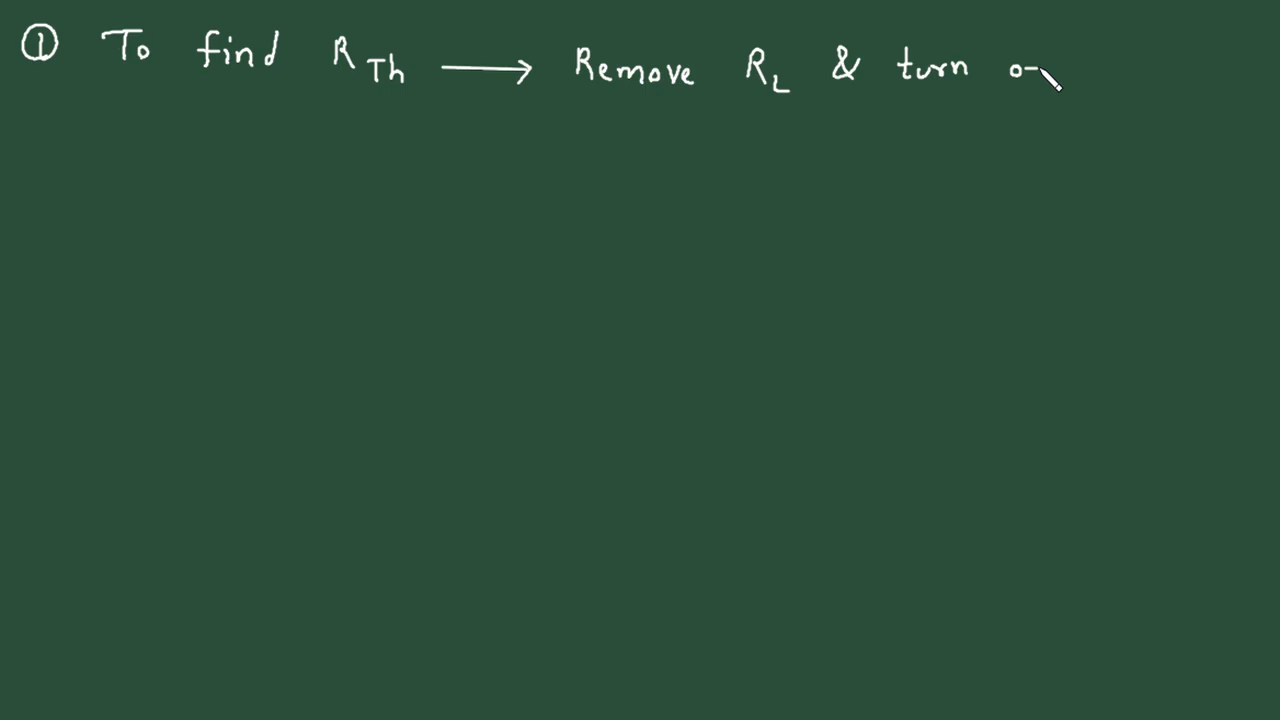 ① To find R_Th ⟶ Remove R_L & turn o